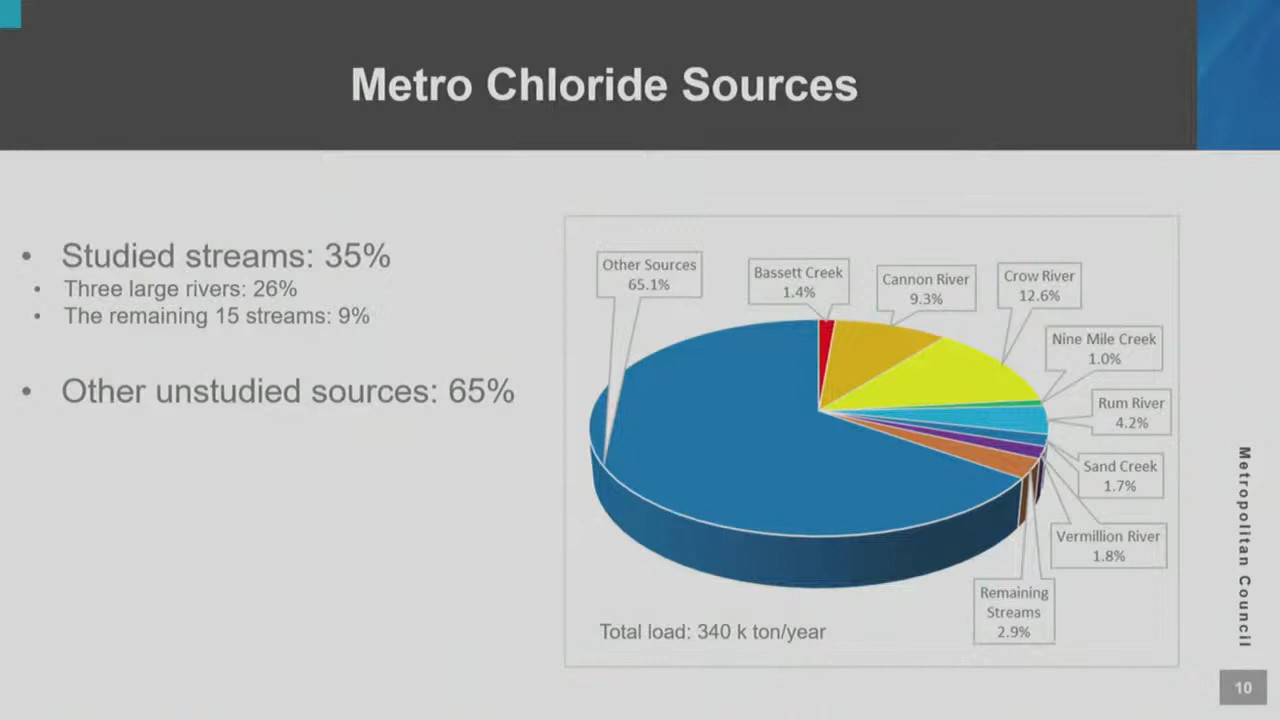 Metro Chloride Sources
• Studied streams: 35%
• Three large rivers: 26%
• The remaining 15 streams: 9%
• Other unstudied sources: 65%
Other Sources
65.1%
Bassett Creek
1.4%
Cannon River
9.3%
Crow River
12.6%
Nine Mile Creek
1.0%
Rum River
4.2%
Sand Creek
1.7%
Vermillion River
1.8%
Remaining
Streams
2.9%
Total load: 340 k ton/year
Metropolitan Council
10